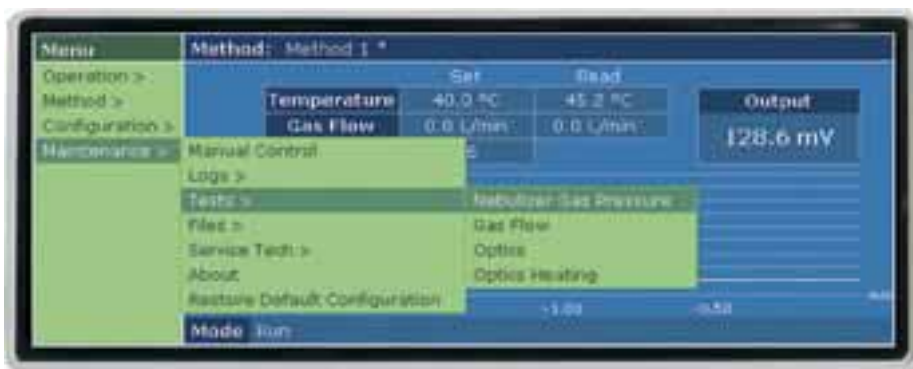 Menu
Method: Method 1 *
Operation >
Method >
Configuration >
Maintenance >
Set Read
Temperature 40.0 °C 45.2 °C
Gas Flow 0.0 L/min 0.0 L/min
Output
128.6 mV
Manual Control
Logs >
Tests >
Files >
Service Tech >
About
Restore Default Configuration
Nebulizer Gas Pressure
Gas Flow
Optics
Optics Heating
-1.00 -0.50
Mode Run